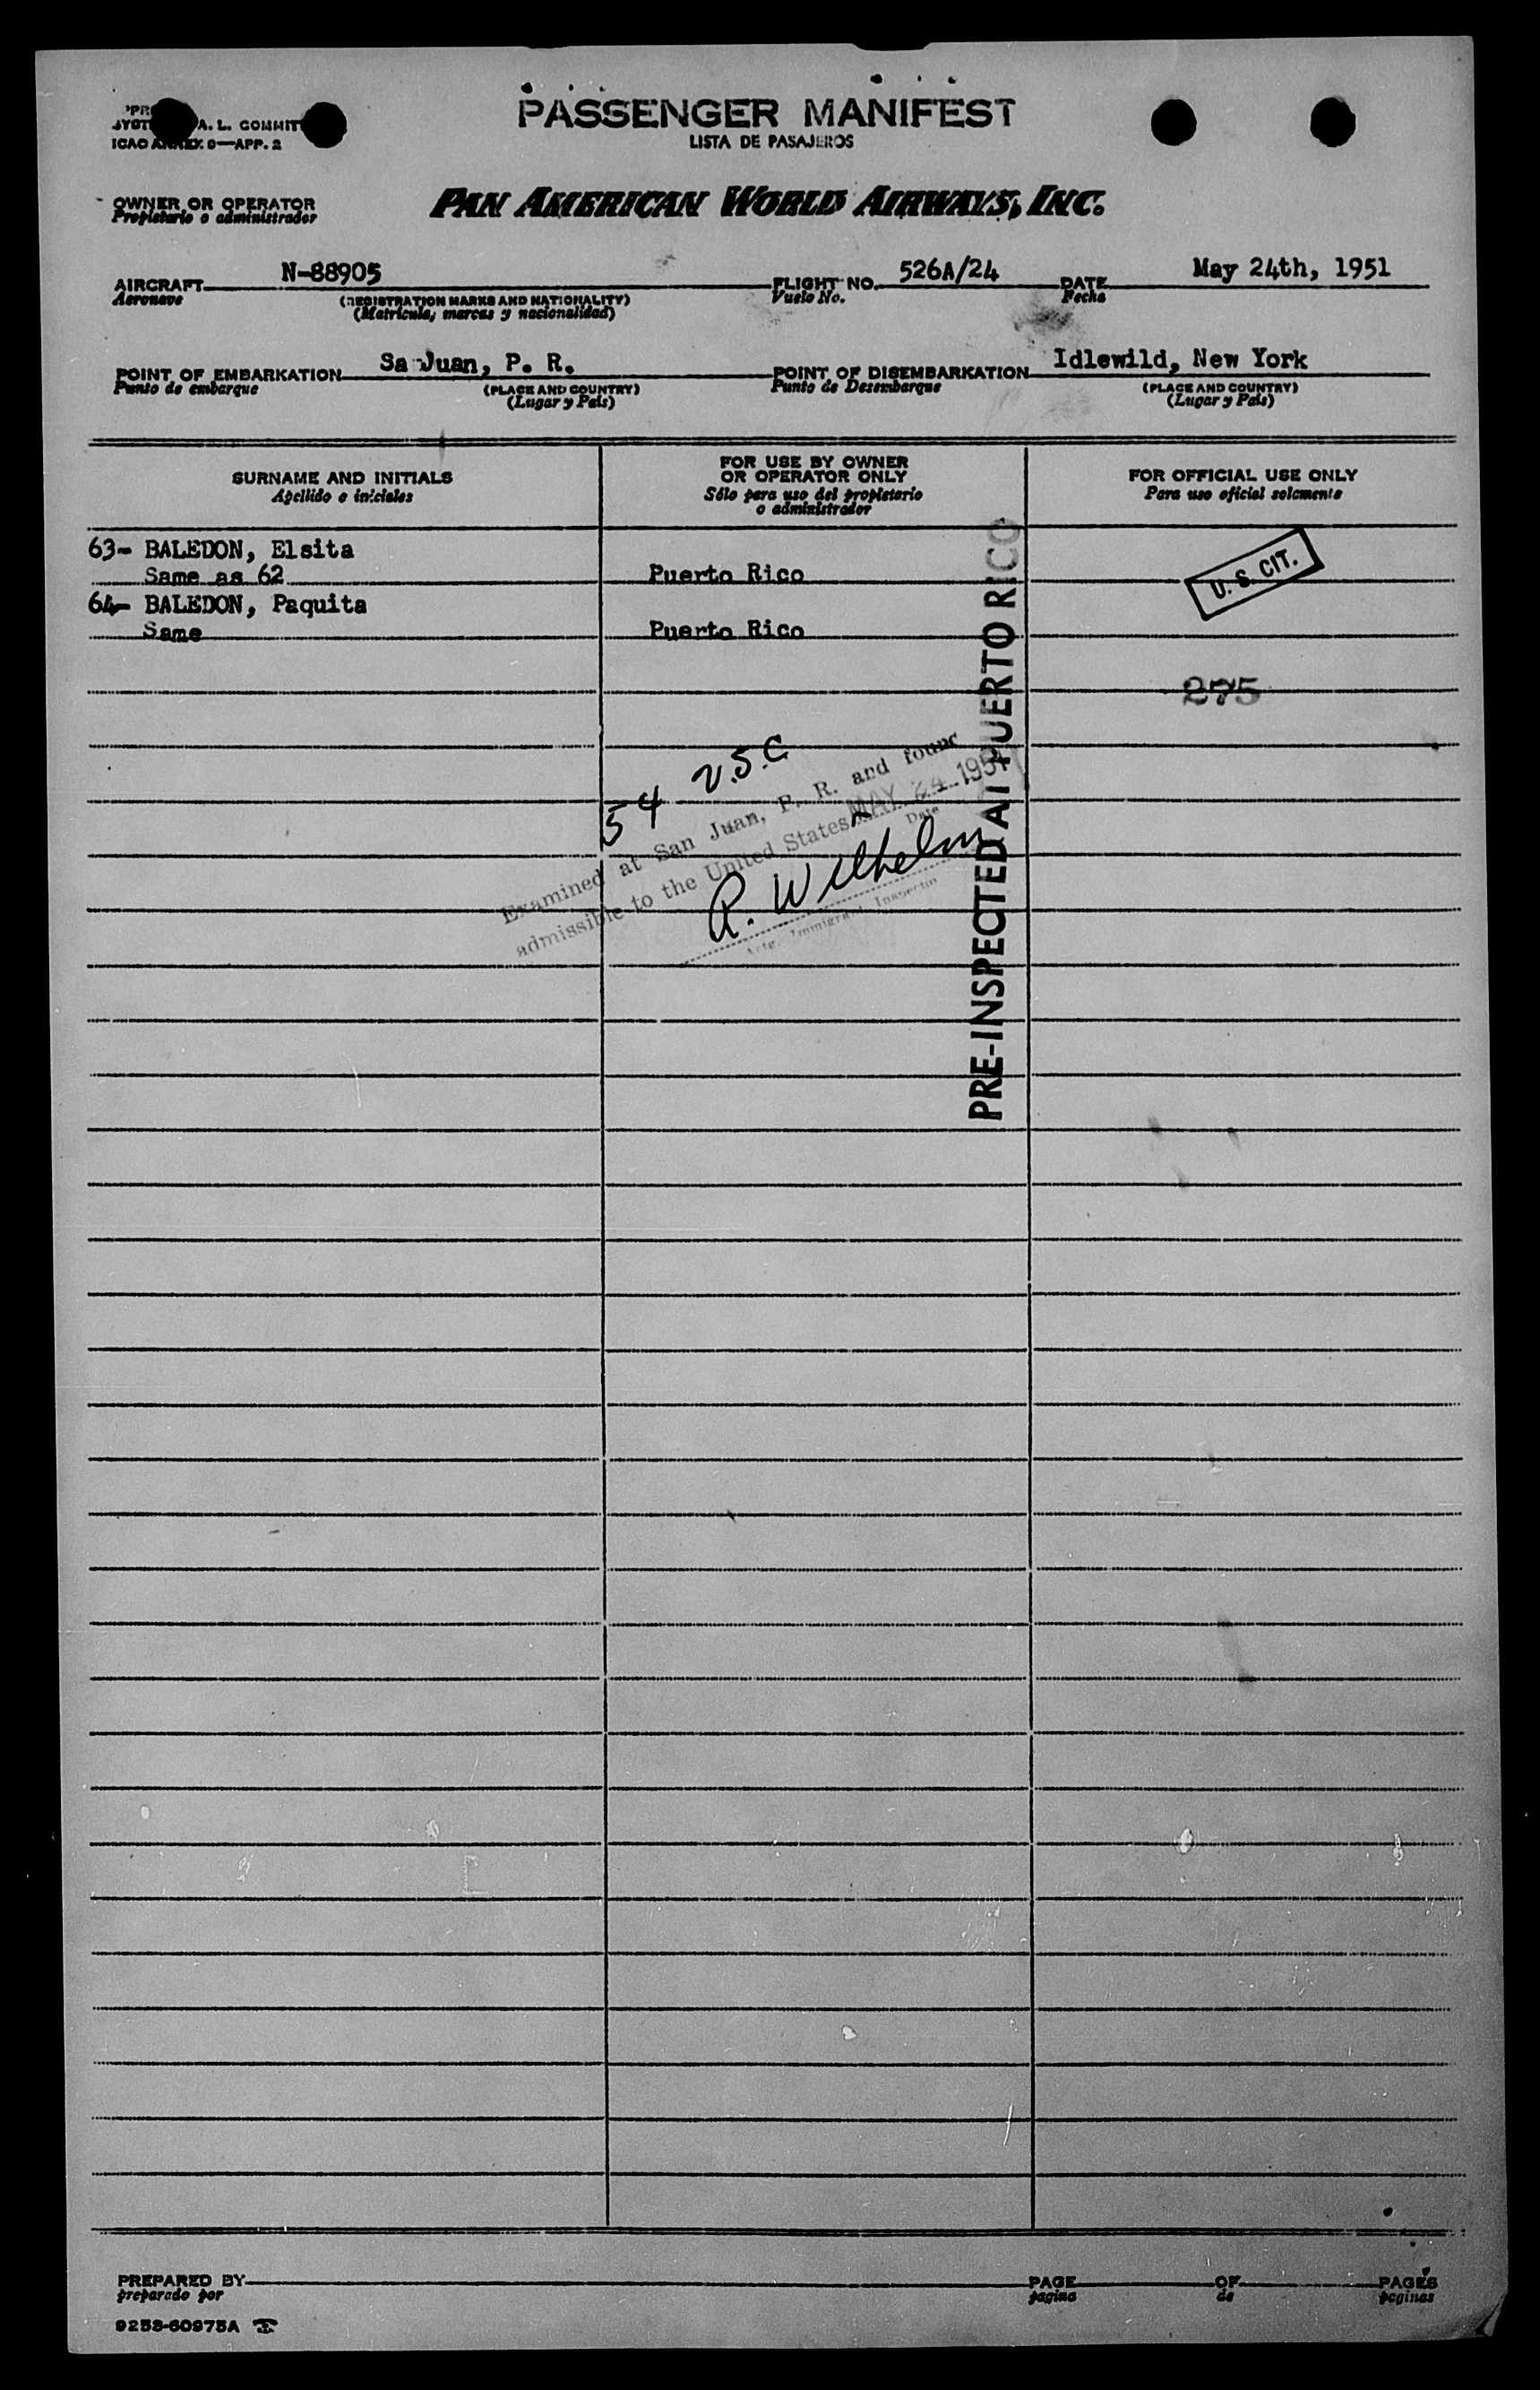 PASSENGER MANIFEST
LISTA DE PASAJEROS
A. L. COMMIT
ICAO ANNEX 9—APP. 2
OWNER OR OPERATOR
Propietario o administrador
PAN AMERICAN WORLD AIRWAYS, INC.
AIRCRAFT N-88905 FLIGHT NO. 526A/24 DATE May 24th, 1951
Aeronave (REGISTRATION MARKS AND NATIONALITY) Vuelo No. Fecha
(Matrícula, marcas y nacionalidad)
POINT OF EMBARKATION Sa Juan, P. R. POINT OF DISEMBARKATION Idlewild, New York
Punto de embarque (PLACE AND COUNTRY) Punto de Desembarque (PLACE AND COUNTRY)
(Lugar y País) (Lugar y País)
SURNAME AND INITIALS
Apellido e iniciales
FOR USE BY OWNER
OR OPERATOR ONLY
Sólo para uso del propietario
o administrador
FOR OFFICIAL USE ONLY
Para uso oficial solamente
63- BALEDON, Elsita
Same as 62 Puerto Rico
U. S. CIT.
64- BALEDON, Paquita
Same Puerto Rico
275
PRE-INSPECTED AT PUERTO RICO
54 U.S.C
Examined at San Juan, P. R. and found
admissible to the United States MAY 24 1951
Date
R. Wilhelm
Actg. Immigrant Inspector
PREPARED BY PAGE OF PAGES
preparado por pagina de paginas
9253-60975A